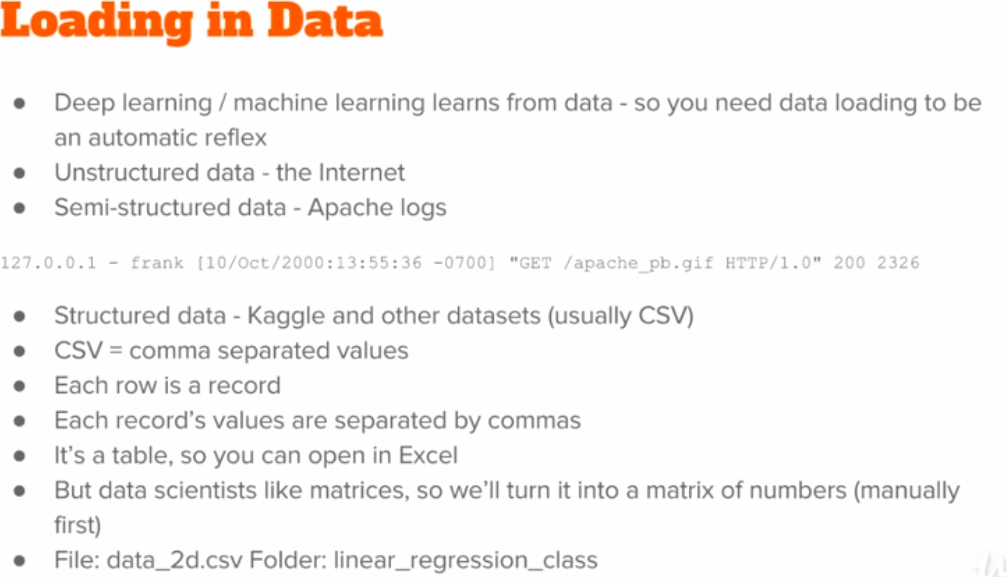 Loading in Data
● Deep learning / machine learning learns from data - so you need data loading to be
an automatic reflex
● Unstructured data - the Internet
● Semi-structured data - Apache logs
127.0.0.1 - frank [10/Oct/2000:13:55:36 -0700] "GET /apache_pb.gif HTTP/1.0" 200 2326
● Structured data - Kaggle and other datasets (usually CSV)
● CSV = comma separated values
● Each row is a record
● Each record’s values are separated by commas
● It’s a table, so you can open in Excel
● But data scientists like matrices, so we’ll turn it into a matrix of numbers (manually
first)
● File: data_2d.csv Folder: linear_regression_class